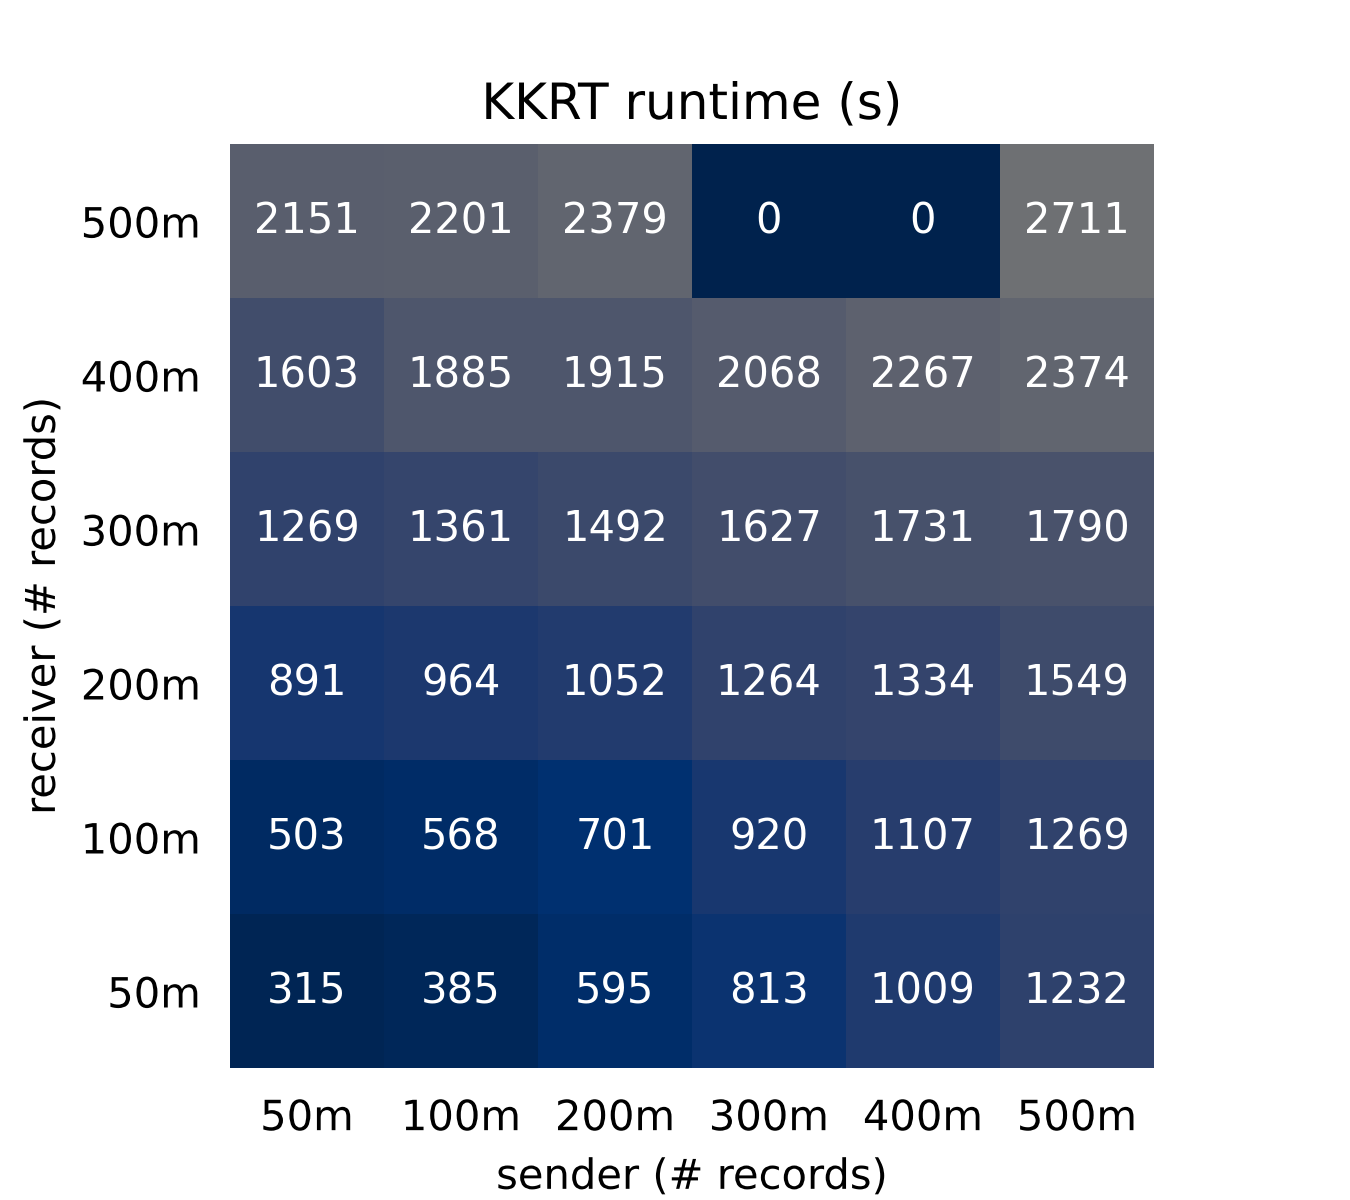 KKRT runtime (s)
500m 2151 2201 2379 0 0 2711
400m 1603 1885 1915 2068 2267 2374
300m 1269 1361 1492 1627 1731 1790
200m 891 964 1052 1264 1334 1549
100m 503 568 701 920 1107 1269
50m 315 385 595 813 1009 1232
50m 100m 200m 300m 400m 500m
sender (# records)
receiver (# records)